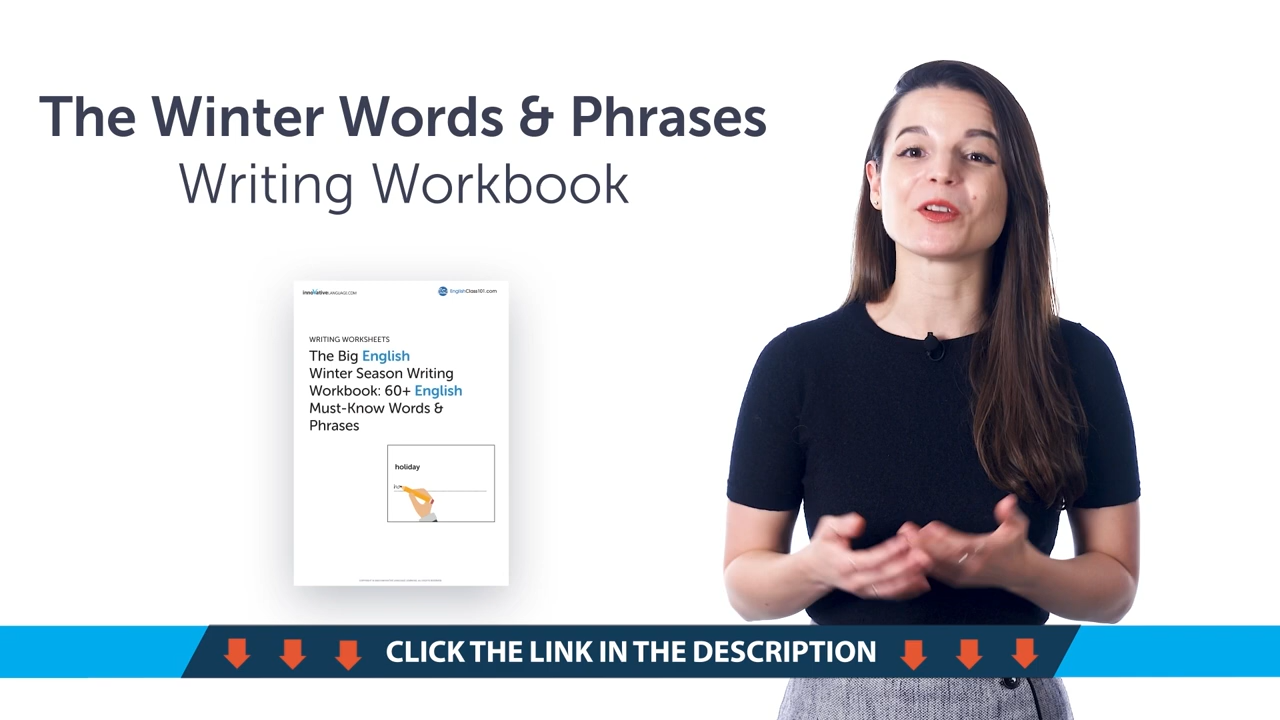 The Winter Words & Phrases
Writing Workbook
innovativeLANGUAGE.COM
EnglishClass101.com
WRITING WORKSHEETS
The Big English
Winter Season Writing
Workbook: 60+ English
Must-Know Words &
Phrases
holiday
CLICK THE LINK IN THE DESCRIPTION